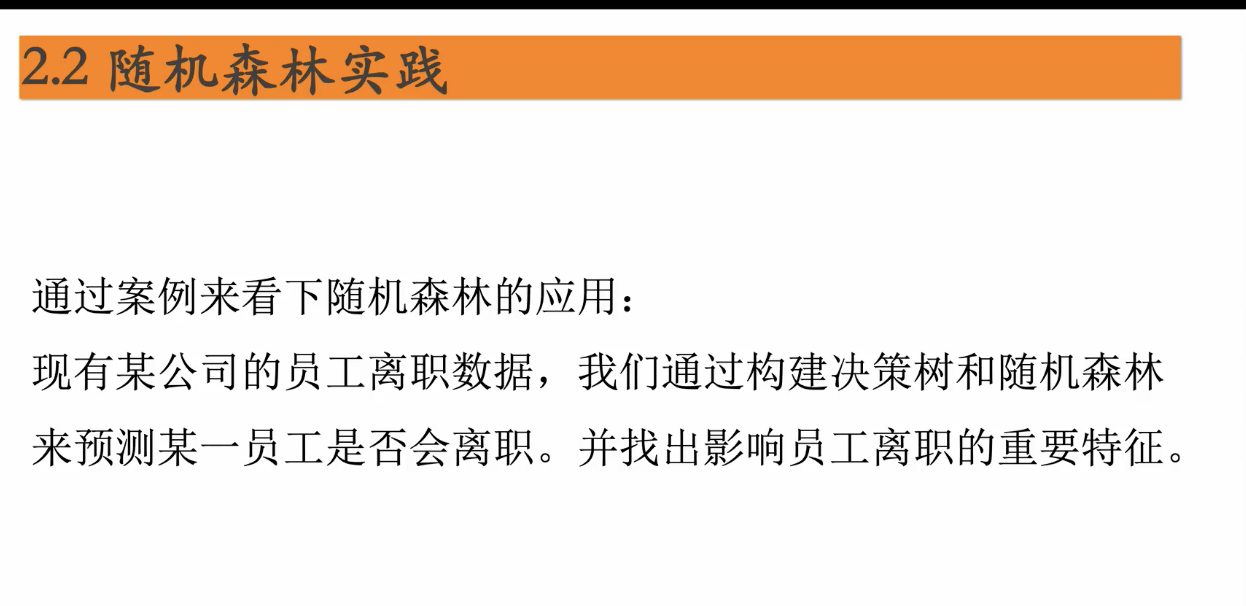 2.2 随机森林实践
通过案例来看下随机森林的应用：
现有某公司的员工离职数据，我们通过构建决策树和随机森林
来预测某一员工是否会离职。并找出影响员工离职的重要特征。